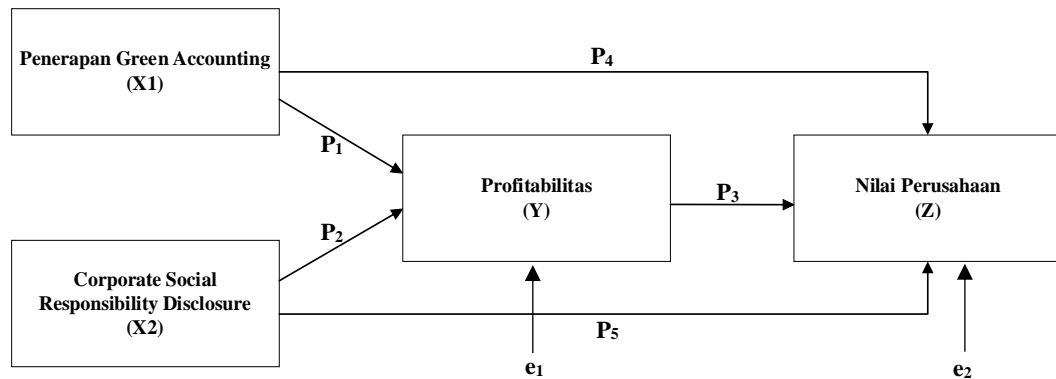 Penerapan Green Accounting
(X1)
P4
P1
Profitabilitas
(Y)
P3
Nilai Perusahaan
(Z)
P2
Corporate Social
Responsibility Disclosure
(X2)
P5
e1
e2